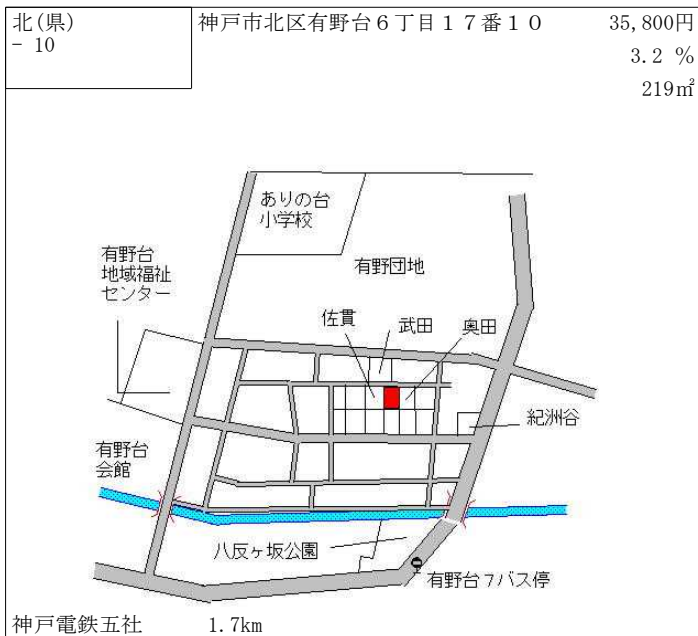 北(県)
- 10
神戸市北区有野台６丁目１７番１０
35,800円
3.2 %
219㎡
ありの台
小学校
有野台
地域福祉
センター
有野団地
佐貫
武田
奥田
紀洲谷
有野台
会館
八反ヶ坂公園
有野台７バス停
神戸電鉄五社 1.7km